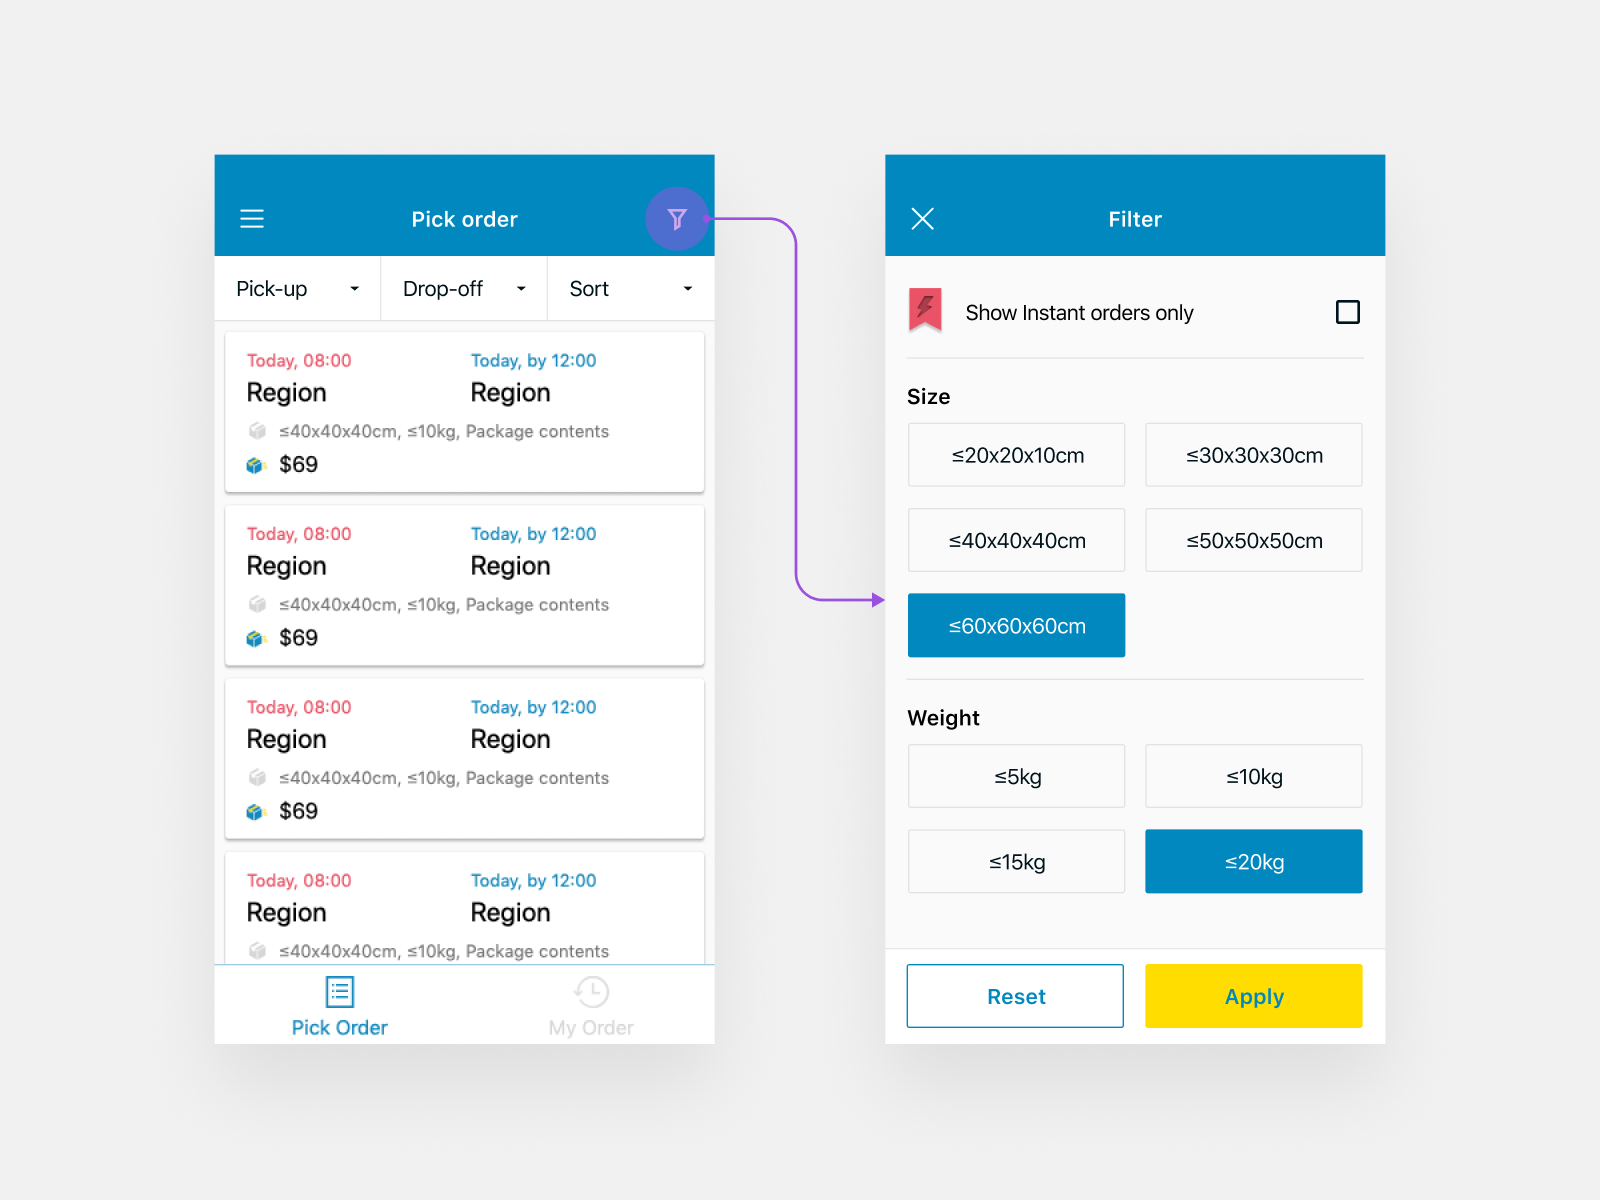 Pick order
Pick-up
Drop-off
Sort
Today, 08:00
Today, by 12:00
Region
Region
≤40x40x40cm, ≤10kg, Package contents
$69
Today, 08:00
Today, by 12:00
Region
Region
≤40x40x40cm, ≤10kg, Package contents
$69
Today, 08:00
Today, by 12:00
Region
Region
≤40x40x40cm, ≤10kg, Package contents
$69
Today, 08:00
Today, by 12:00
Region
Region
≤40x40x40cm, ≤10kg, Package contents
Pick Order
My Order
Filter
Show Instant orders only
Size
≤20x20x10cm
≤30x30x30cm
≤40x40x40cm
≤50x50x50cm
≤60x60x60cm
Weight
≤5kg
≤10kg
≤15kg
≤20kg
Reset
Apply